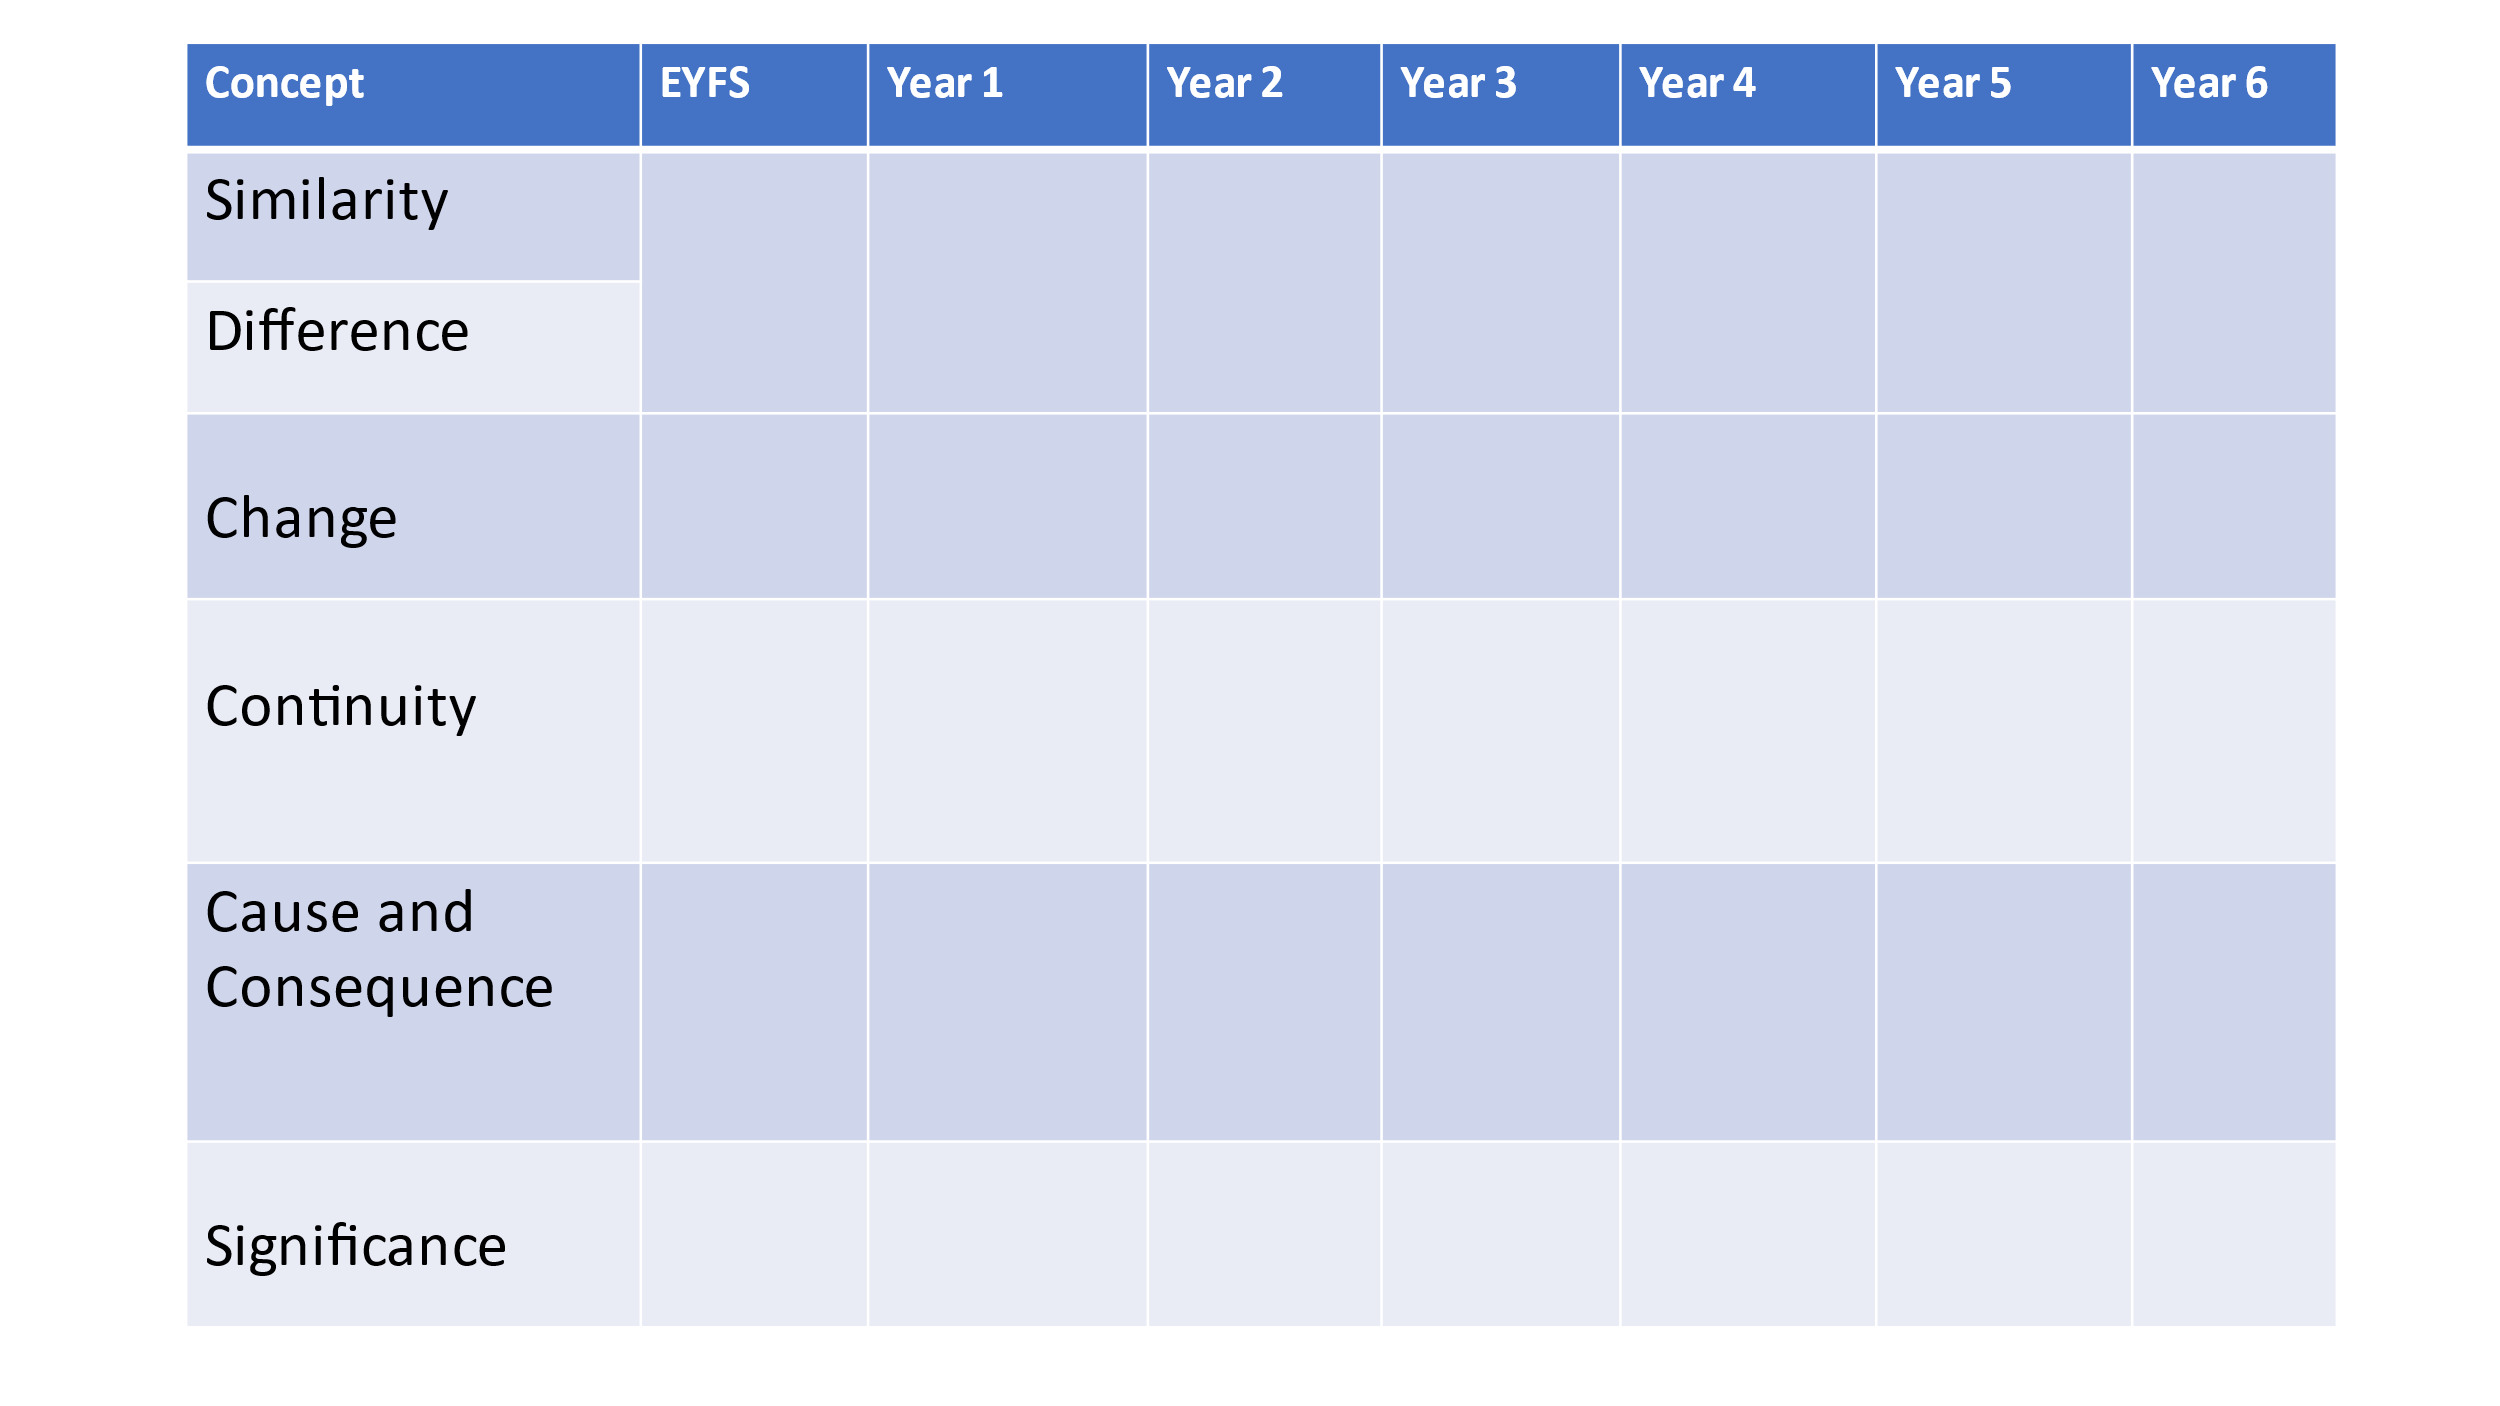 Concept EYFS Year 1 Year 2 Year 3 Year 4 Year 5 Year 6
Similarity
Difference
Change
Continuity
Cause and
Consequence
Significance